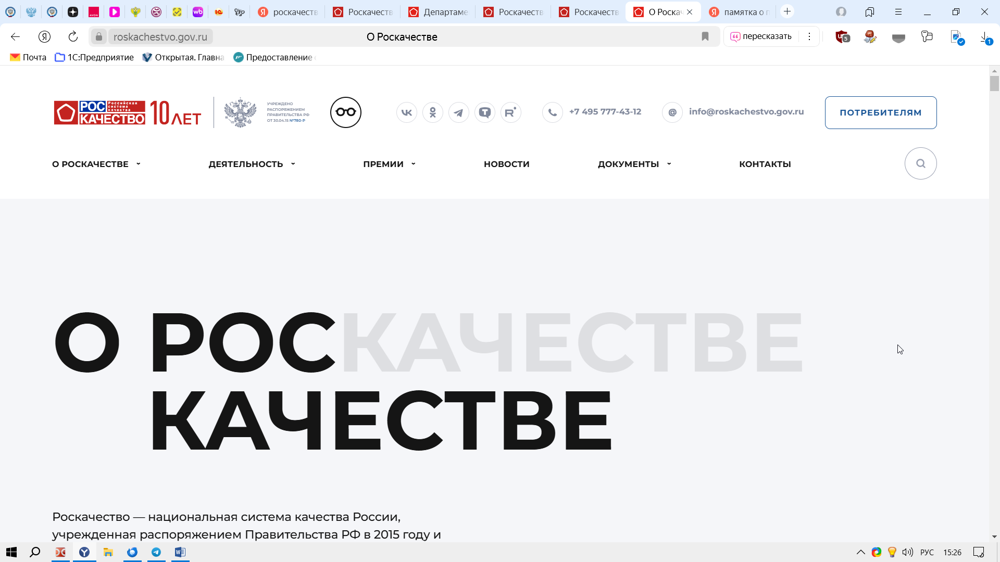 роскачеств
Роскачеств
Департаме
Роскачеств
Роскачеств
О Роскач
памятка о п
roskachestvo.gov.ru
О Роскачестве
пересказать
5
1
Почта
1С:Предприятие
Открытая. Главна
Предоставление
РОС
КАЧЕСТВО
Российская
система
качества
10 ЛЕТ
УЧРЕЖДЕНО
РАСПОРЯЖЕНИЕМ
ПРАВИТЕЛЬСТВА РФ
ОТ 30.04.15 №780-Р
+7 495 777-43-12
info@roskachestvo.gov.ru
ПОТРЕБИТЕЛЯМ
О РОСКАЧЕСТВЕ
ДЕЯТЕЛЬНОСТЬ
ПРЕМИИ
НОВОСТИ
ДОКУМЕНТЫ
КОНТАКТЫ
О РОСКАЧЕСТВЕ
КАЧЕСТВЕ
Роскачество — национальная система качества России,
учрежденная распоряжением Правительства РФ в 2015 году и
РУС
15:26